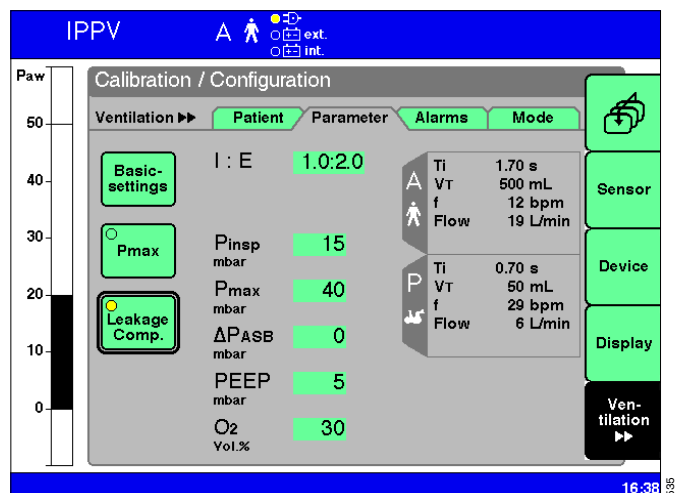 IPPV
A
ext.
int.
Paw
50
40
30
20
10
0
Calibration / Configuration
Ventilation ▶▶
Patient
Parameter
Alarms
Mode
Basic-
settings
Pmax
Leakage
Comp.
I : E 1.0:2.0
Pinsp 15
mbar
Pmax 40
mbar
ΔPASB 0
mbar
PEEP 5
mbar
O2 30
Vol.%
A
Ti 1.70 s
VT 500 mL
f 12 bpm
Flow 19 L/min
P
Ti 0.70 s
VT 50 mL
f 29 bpm
Flow 6 L/min
Sensor
Device
Display
Ven-
tilation
▶▶
16:38
535